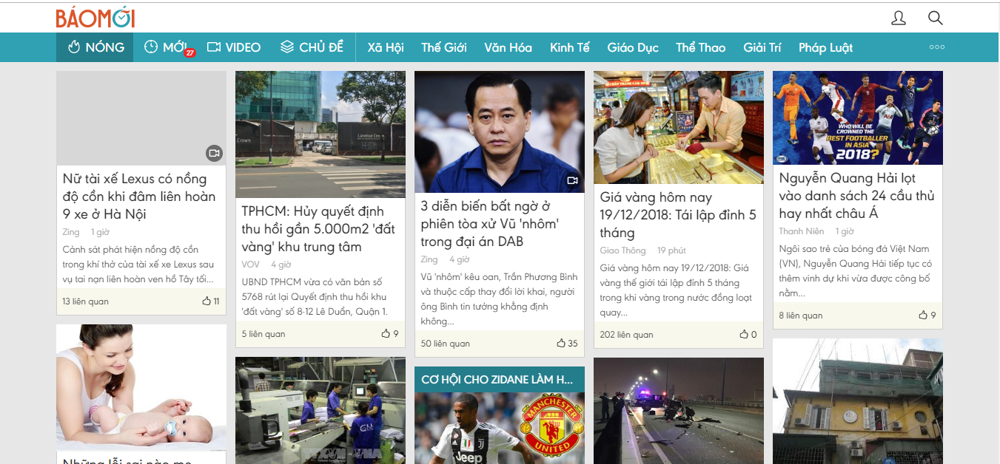 BÁOMỚI
NÓNG
MỚI
27
VIDEO
CHỦ ĐỀ
Xã Hội
Thế Giới
Văn Hóa
Kinh Tế
Giáo Dục
Thể Thao
Giải Trí
Pháp Luật
Nữ tài xế Lexus có nồng
độ cồn khi đâm liên hoàn
9 xe ở Hà Nội
Zing 1 giờ
Cảnh sát phát hiện nồng độ cồn
trong khí thở của tài xế xe Lexus sau
vụ tai nạn liên hoàn ven hồ Tây tối...
13 liên quan 11
Những lỗi sai nào mẹ
Crown
Lavenue Crown
TPHCM: Hủy quyết định
thu hồi gần 5.000m2 'đất
vàng' khu trung tâm
VOV 4 giờ
UBND TPHCM vừa có văn bản số
5768 rút lại Quyết định thu hồi khu
'đất vàng' số 8-12 Lê Duẩn, Quận 1.
5 liên quan 9
TTXVN - VNA
3 diễn biến bất ngờ ở
phiên tòa xử Vũ 'nhôm'
trong đại án DAB
Zing 4 giờ
Vũ 'nhôm' kêu oan, Trần Phương Bình
và thuộc cấp thay đổi lời khai, người
ông Bình tin tưởng khẳng định
không...
50 liên quan 35
CƠ HỘI CHO ZIDANE LÀM H...
Jeep
MANCHESTER
UNITED
Giá vàng hôm nay
19/12/2018: Tái lập đỉnh 5
tháng
Giao Thông 19 phút
Giá vàng hôm nay 19/12/2018: Giá
vàng thế giới tái lập đỉnh 5 tháng
trong khi vàng trong nước đồng loạt
quay...
202 liên quan 0
WHO WILL BE
CROWNED THE
BEST FOOTBALLER
IN ASIA
2018?
FOX
Nguyễn Quang Hải lọt
vào danh sách 24 cầu thủ
hay nhất châu Á
Thanh Niên 1 giờ
Ngôi sao trẻ của bóng đá Việt Nam
(VN), Nguyễn Quang Hải tiếp tục có
thêm vinh dự khi vừa được công bố
nằm...
8 liên quan 9